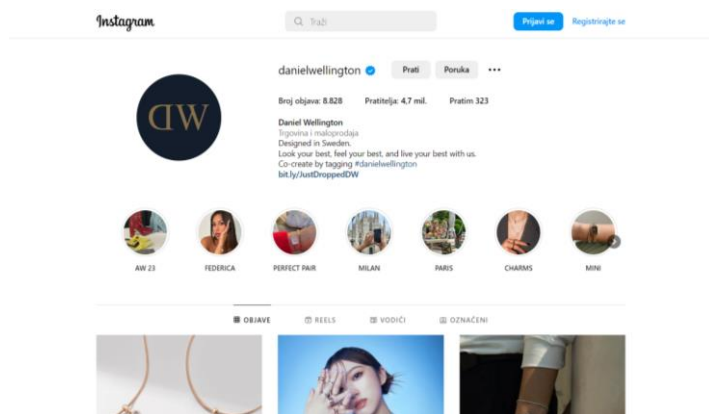 Instagram
Traži
Prijavi se
Registrirajte se
danielwellington
Prati
Poruka
Broj objava: 8.828
Pratitelja: 4,7 mil.
Pratim 323
DW
Daniel Wellington
Trgovina i maloprodaja
Designed in Sweden.
Look your best, feel your best, and live your best with us.
Co-create by tagging #danielwellington
bit.ly/JustDroppedDW
AW 23
FEDERICA
PERFECT PAIR
MILAN
PARIS
CHARMS
MINI
OBJAVE
REELS
VODIČI
OZNAČENI